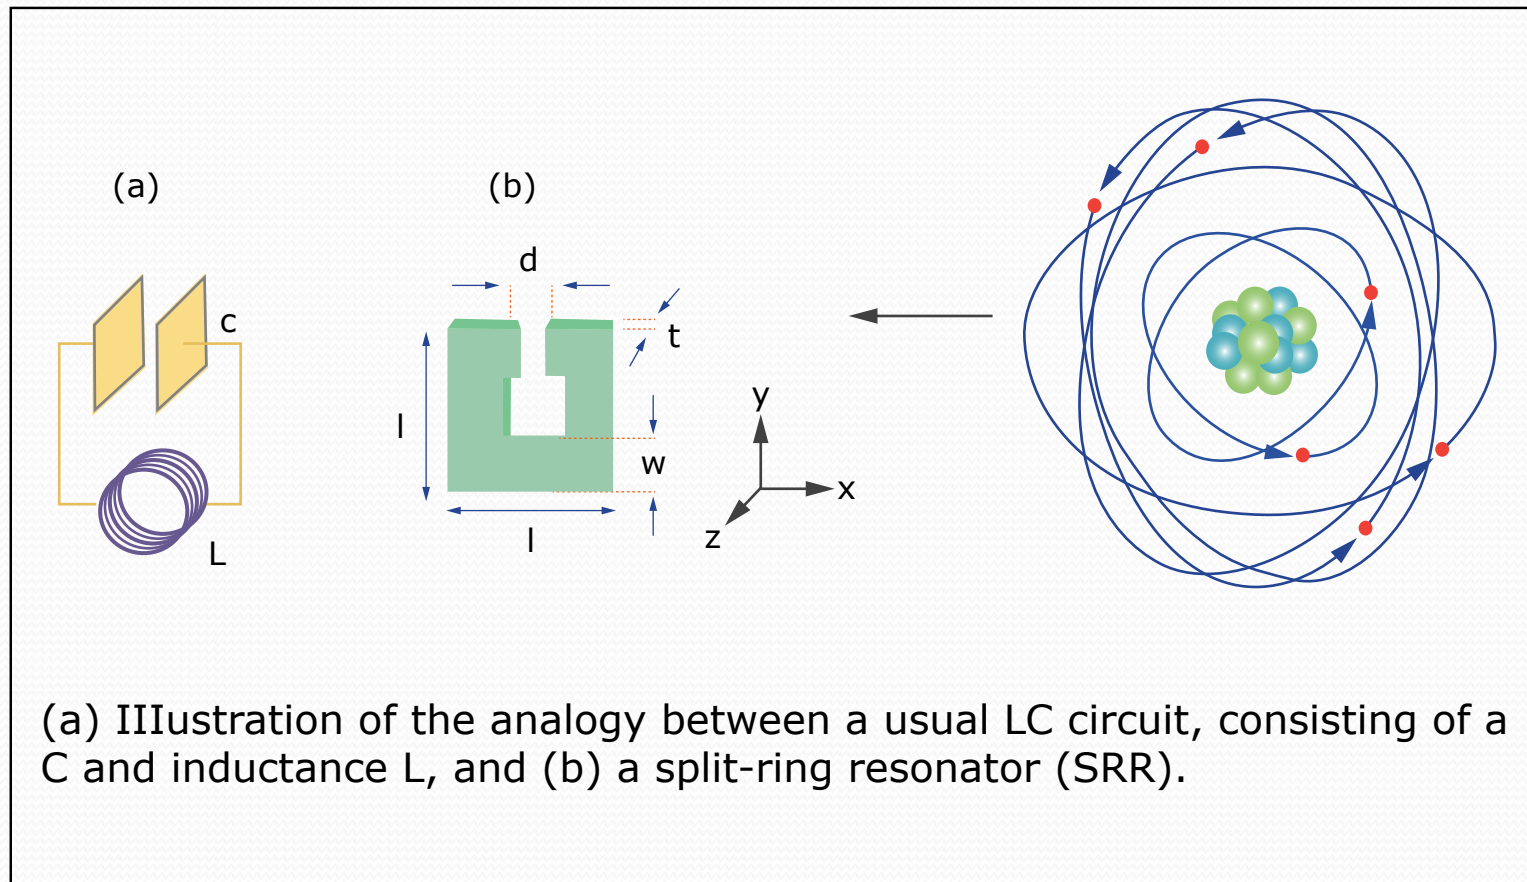 (a)
(b)
d
c
t
l
y
w
x
l
z
L
(a) IIIustration of the analogy between a usual LC circuit, consisting of a
C and inductance L, and (b) a split-ring resonator (SRR).